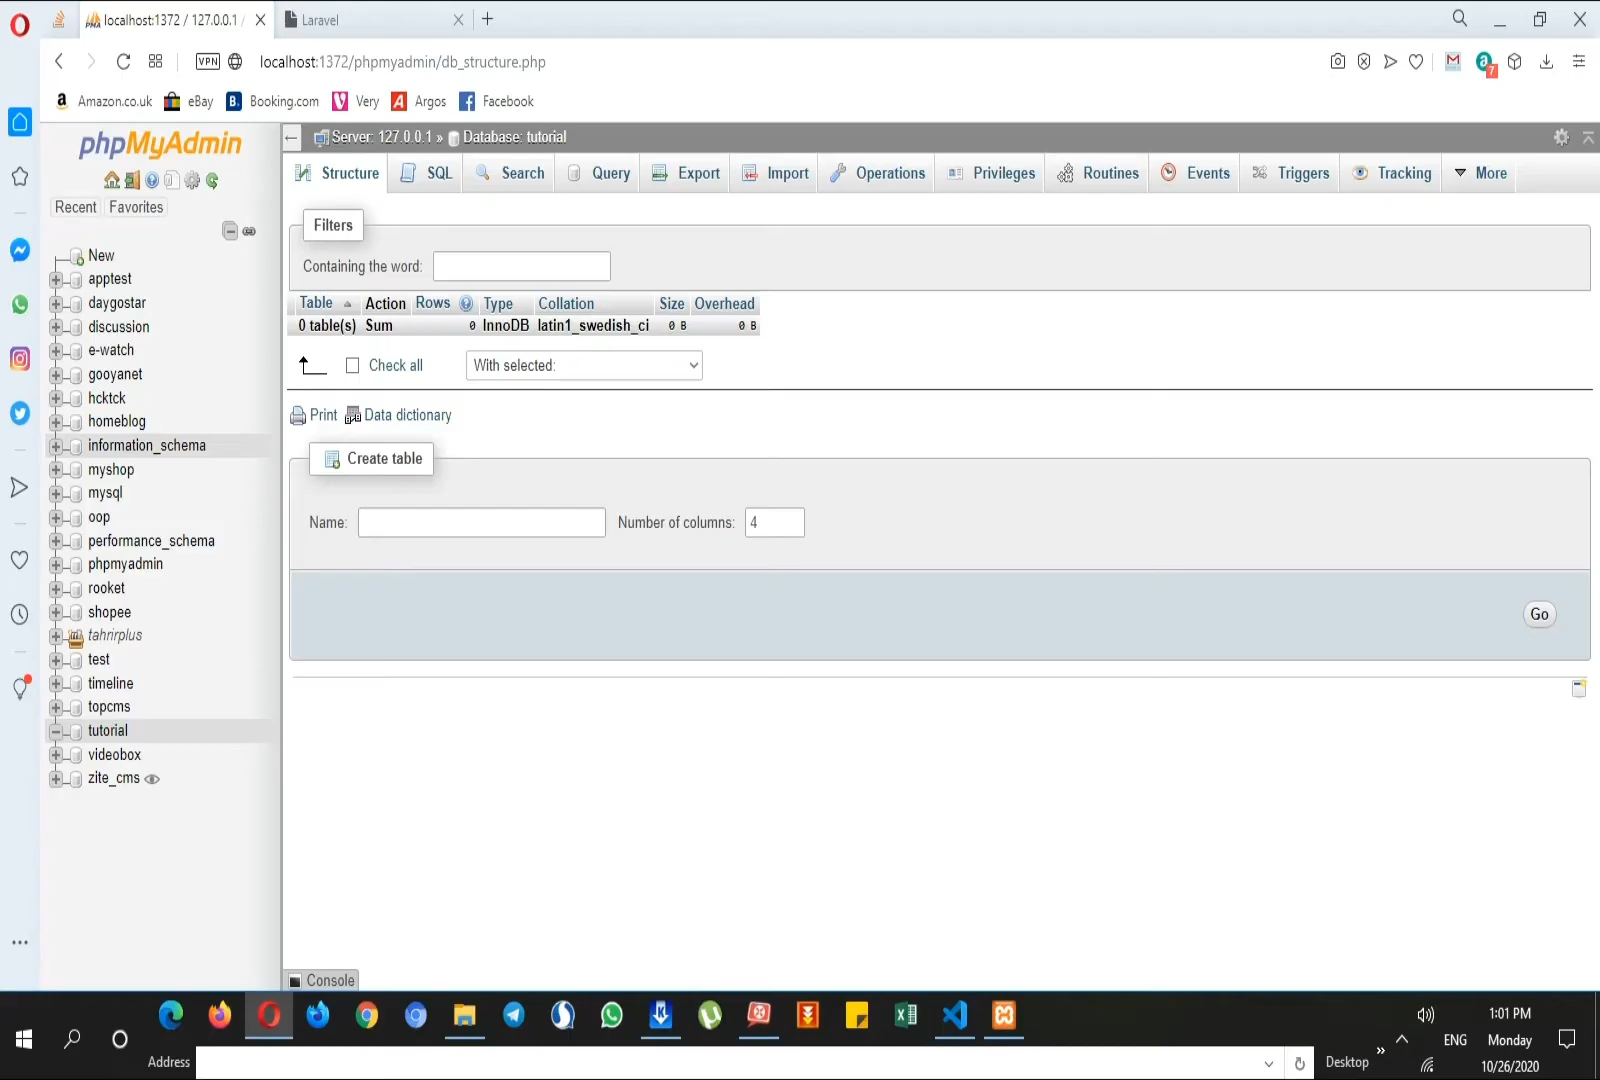 localhost:1372 / 127.0.0.1 /
Laravel
VPN
localhost:1372/phpmyadmin/db_structure.php
7
Amazon.co.uk
eBay
Booking.com
Very
Argos
Facebook
phpMyAdmin
Recent
Favorites
New
apptest
daygostar
discussion
e-watch
gooyanet
hcktck
homeblog
information_schema
myshop
mysql
oop
performance_schema
phpmyadmin
rooket
shopee
tahrirplus
test
timeline
topcms
tutorial
videobox
zite_cms
Server: 127.0.0.1 » Database: tutorial
Structure
SQL
Search
Query
Export
Import
Operations
Privileges
Routines
Events
Triggers
Tracking
More
Filters
Containing the word:
Table Action Rows Type Collation Size Overhead
0 table(s) Sum 0 InnoDB latin1_swedish_ci 0 B 0 B
Check all
With selected:
Print
Data dictionary
Create table
Name:
Number of columns: 4
Go
Console
Address
Desktop
ENG
1:01 PM
Monday
10/26/2020